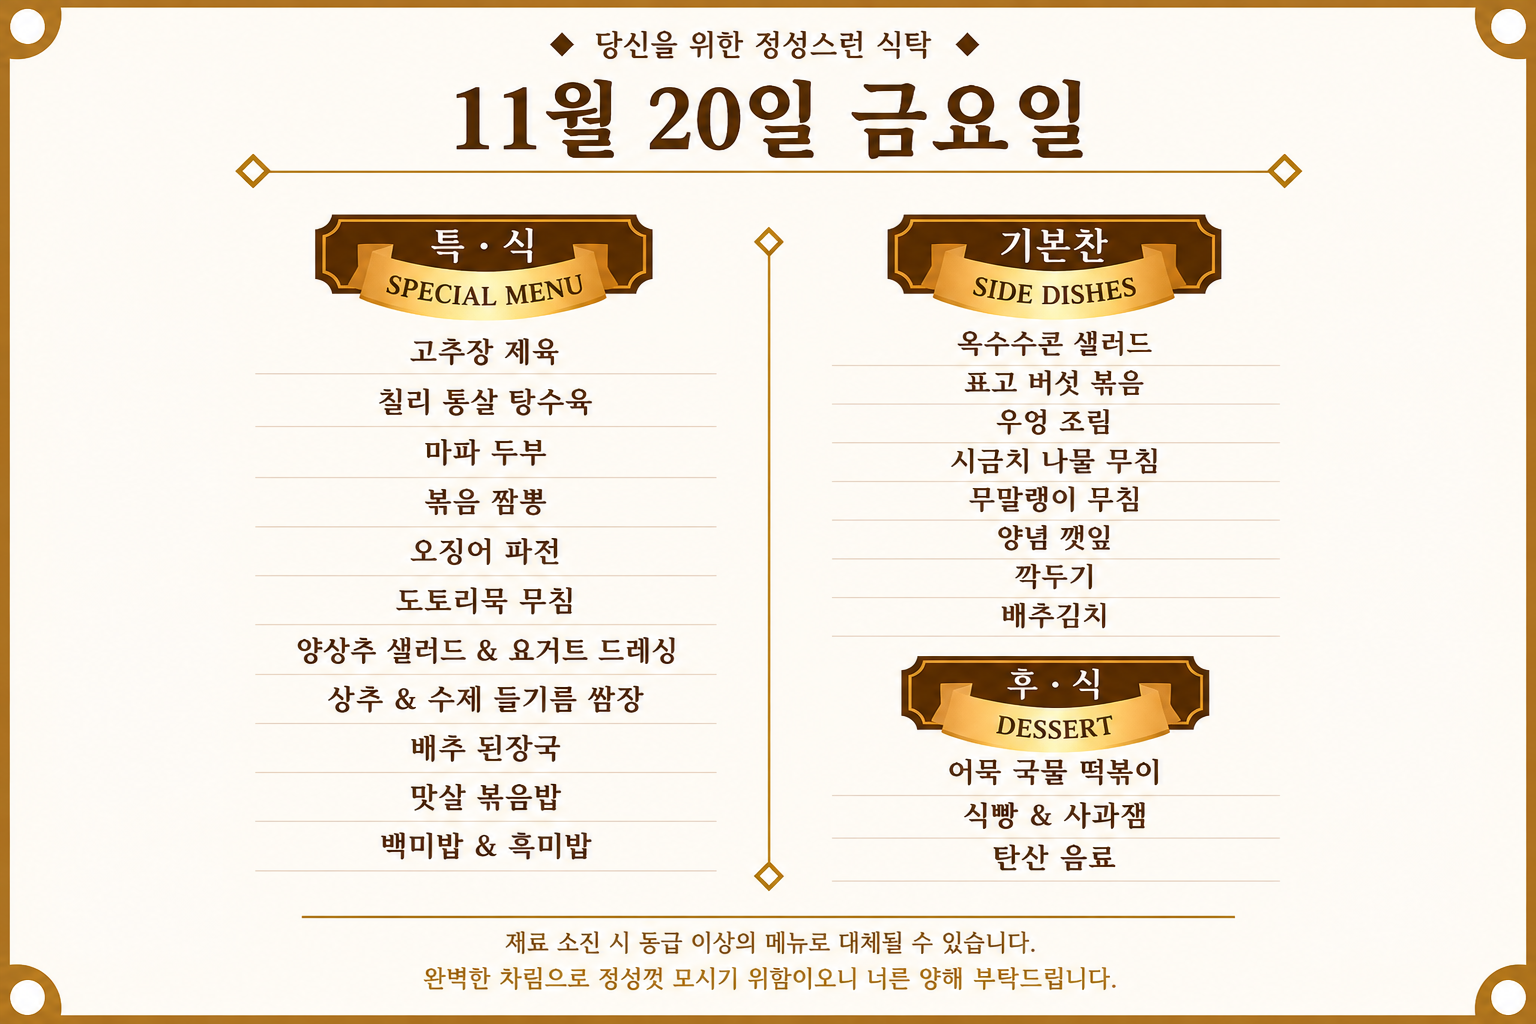 ◆ 당신을 위한 정성스런 식탁 ◆
11월 20일 금요일
특·식
SPECIAL MENU
고추장 제육
칠리 통살 탕수육
마파 두부
볶음 짬뽕
오징어 파전
도토리묵 무침
양상추 샐러드 & 요거트 드레싱
상추 & 수제 들기름 쌈장
배추 된장국
맛살 볶음밥
백미밥 & 흑미밥
기본찬
SIDE DISHES
옥수수콘 샐러드
표고 버섯 볶음
우엉 조림
시금치 나물 무침
무말랭이 무침
양념 깻잎
깍두기
배추김치
후·식
DESSERT
어묵 국물 떡볶이
식빵 & 사과잼
탄산 음료
재료 소진 시 동급 이상의 메뉴로 대체될 수 있습니다.
완벽한 차림으로 정성껏 모시기 위함이오니 너른 양해 부탁드립니다.